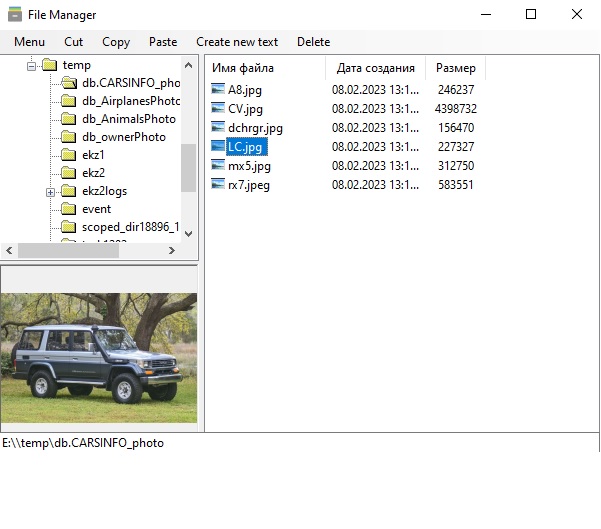 File Manager
Menu Cut Copy Paste Create new text Delete
temp
db.CARSINFO_pho
db_AirplanesPhoto
db_AnimalsPhoto
db_ownerPhoto
ekz1
ekz2
ekz2logs
event
scoped_dir18896_1
Имя файла Дата создания Размер
A8.jpg 08.02.2023 13:1... 246237
CV.jpg 08.02.2023 13:1... 4398732
dchrgr.jpg 08.02.2023 13:1... 156470
LC.jpg 08.02.2023 13:1... 227327
mx5.jpg 08.02.2023 13:1... 312750
rx7.jpeg 08.02.2023 13:1... 583551
E:\\temp\db.CARSINFO_photo